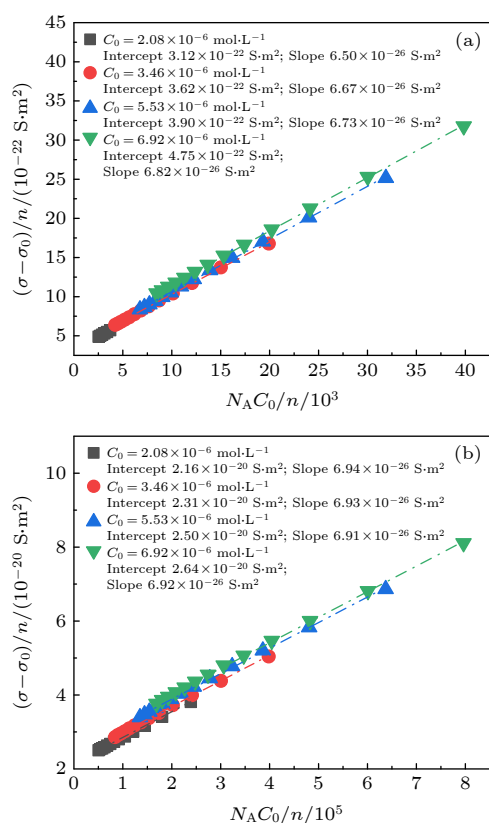 45
40
35
30
25
20
15
10
5
(σ−σ₀)/n/(10⁻²² S·m²)
(a)
C₀ = 2.08×10⁻⁶ mol·L⁻¹
Intercept 3.12×10⁻²² S·m²; Slope 6.50×10⁻²⁶ S·m²
C₀ = 3.46×10⁻⁶ mol·L⁻¹
Intercept 3.62×10⁻²² S·m²; Slope 6.67×10⁻²⁶ S·m²
C₀ = 5.53×10⁻⁶ mol·L⁻¹
Intercept 3.90×10⁻²² S·m²; Slope 6.73×10⁻²⁶ S·m²
C₀ = 6.92×10⁻⁶ mol·L⁻¹
Intercept 4.75×10⁻²² S·m²;
Slope 6.82×10⁻²⁶ S·m²
0 5 10 15 20 25 30 35 40
N_A C₀/n/10³
10
8
6
4
2
(σ−σ₀)/n/(10⁻²⁰ S·m²)
(b)
C₀ = 2.08×10⁻⁶ mol·L⁻¹
Intercept 2.16×10⁻²⁰ S·m²; Slope 6.94×10⁻²⁶ S·m²
C₀ = 3.46×10⁻⁶ mol·L⁻¹
Intercept 2.31×10⁻²⁰ S·m²; Slope 6.93×10⁻²⁶ S·m²
C₀ = 5.53×10⁻⁶ mol·L⁻¹
Intercept 2.50×10⁻²⁰ S·m²; Slope 6.91×10⁻²⁶ S·m²
C₀ = 6.92×10⁻⁶ mol·L⁻¹
Intercept 2.64×10⁻²⁰ S·m²;
Slope 6.92×10⁻²⁶ S·m²
0 1 2 3 4 5 6 7 8
N_A C₀/n/10⁵